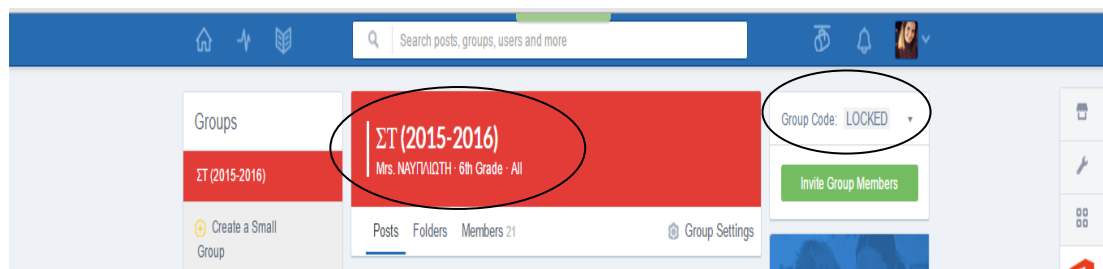 Search posts, groups, users and more
Groups
ΣΤ (2015-2016)
Create a Small
Group
ΣΤ (2015-2016)
Mrs. ΝΑΥΠΛΙΩΤΗ · 6th Grade · All
Posts Folders Members 21 Group Settings
Group Code: LOCKED
Invite Group Members